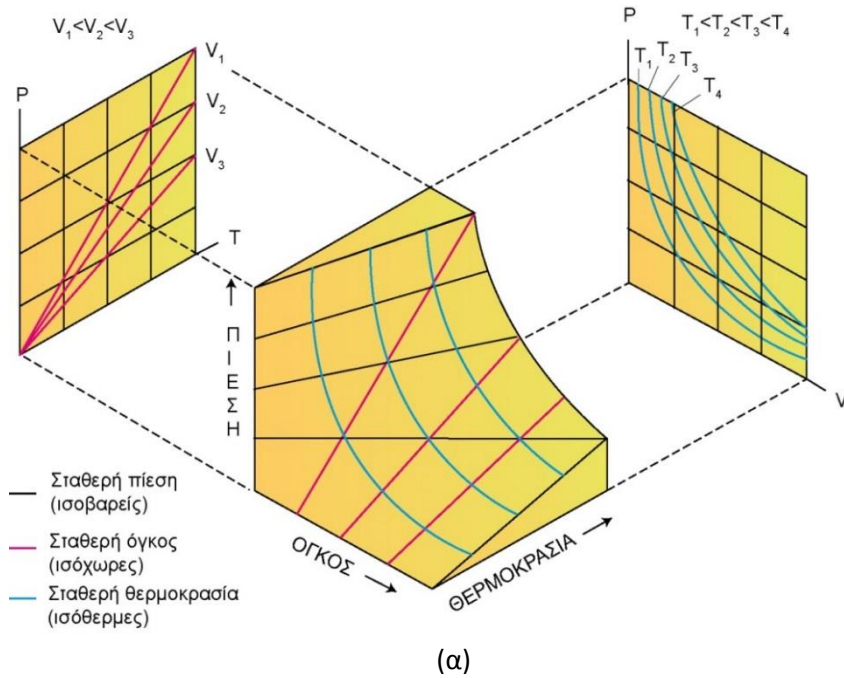 V₁<V₂<V₃
P
V₁
V₂
V₃
T
P
T₁<T₂<T₃<T₄
T₁
T₂
T₃
T₄
V
ΠΙΕΣΗ
ΟΓΚΟΣ
ΘΕΡΜΟΚΡΑΣΙΑ
Σταθερή πίεση
(ισοβαρείς)
Σταθερή όγκος
(ισόχωρες)
Σταθερή θερμοκρασία
(ισόθερμες)
(α)